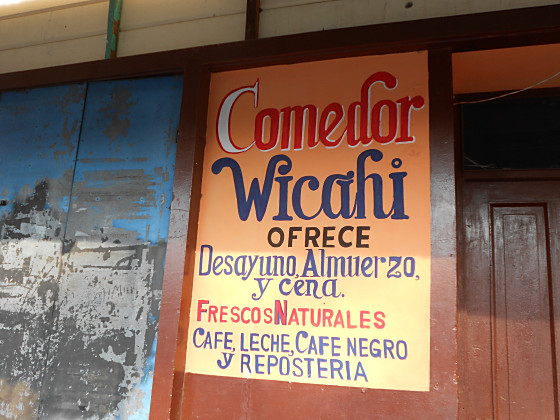 Comedor
Wicahi
OFRECE
Desayuno, Almuerzo,
y cena.
FRESCOS NATURALES
CAFE, LECHE, CAFE NEGRO
y REPOSTERIA